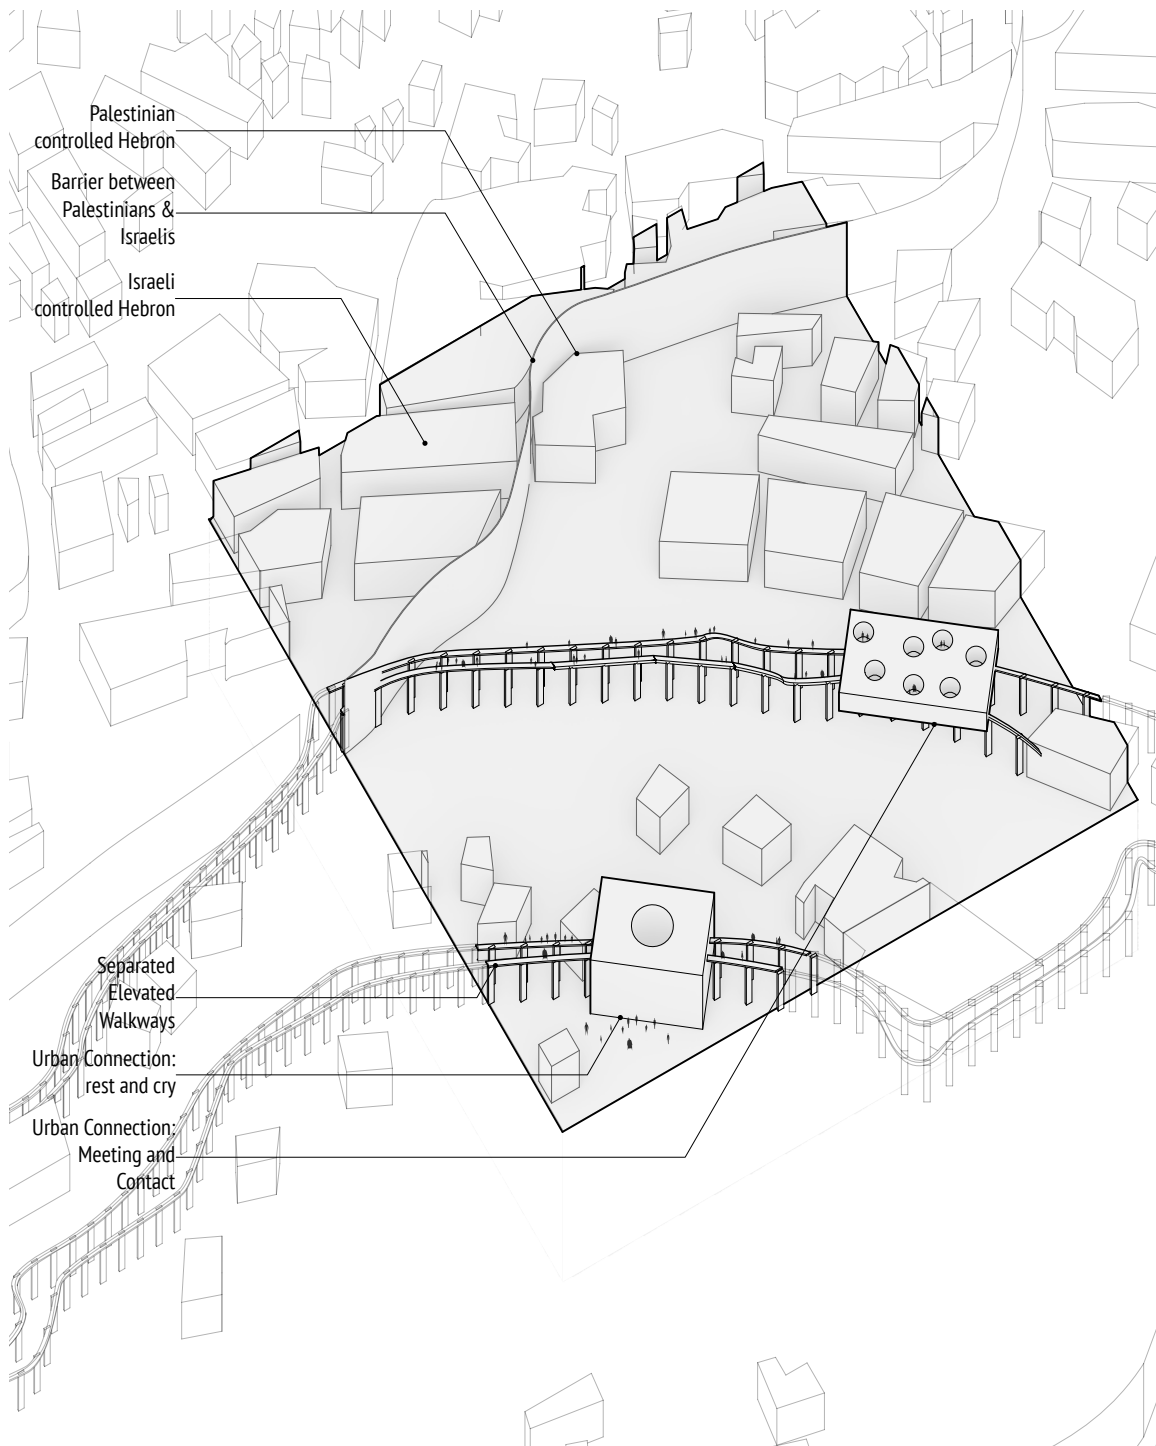 Palestinian
controlled Hebron
Barrier between
Palestinians &
Israelis
Israeli
controlled Hebron
Separated
Elevated
Walkways
Urban Connection:
rest and cry
Urban Connection:
Meeting and
Contact